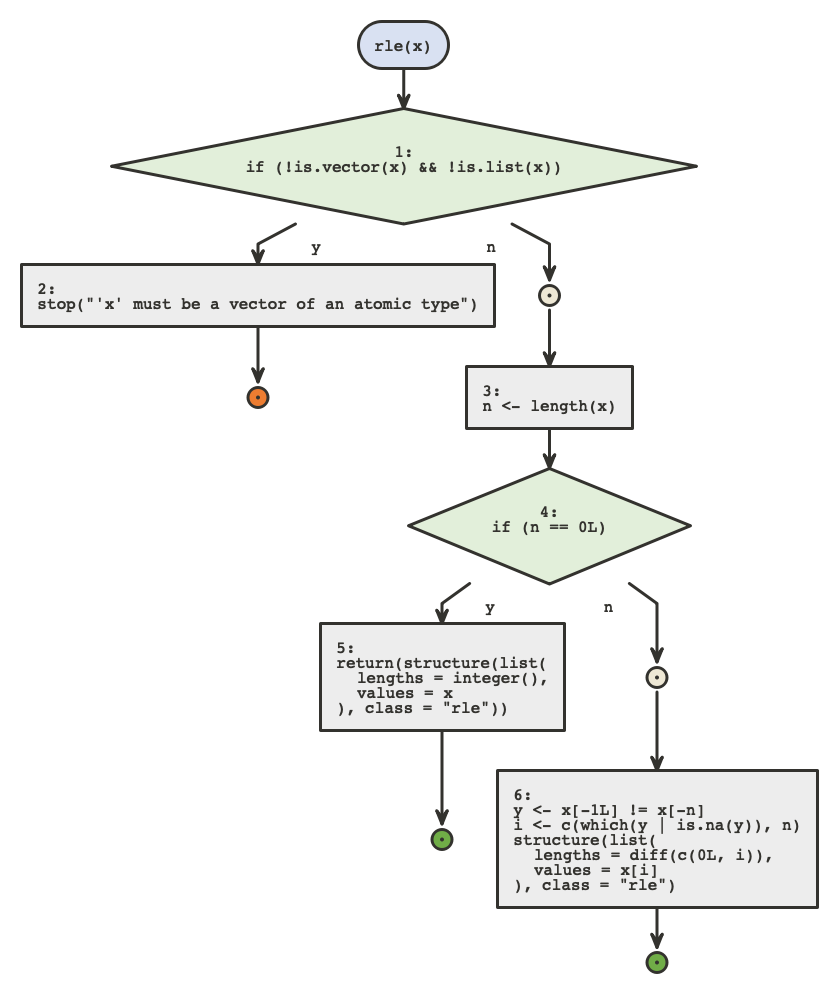 rle(x)
1:
if (!is.vector(x) && !is.list(x))
y
n
2:
stop("'x' must be a vector of an atomic type")
3:
n <- length(x)
4:
if (n == 0L)
y
n
5:
return(structure(list(
  lengths = integer(),
  values = x
), class = "rle"))
6:
y <- x[-1L] != x[-n]
i <- c(which(y | is.na(y)), n)
structure(list(
  lengths = diff(c(0L, i)),
  values = x[i]
), class = "rle")